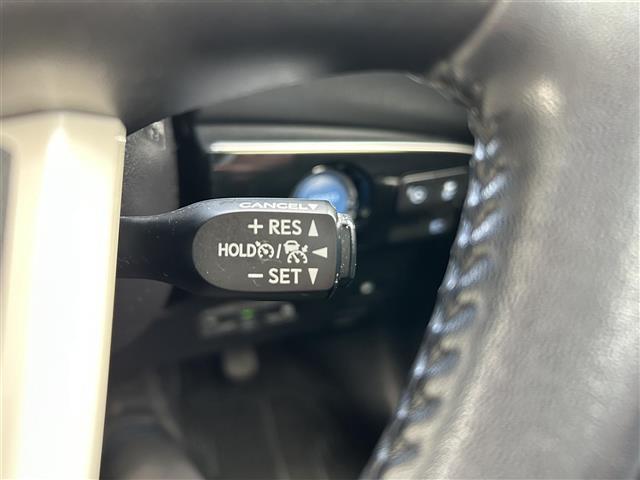 CANCEL▼
+ RES ▲
HOLD / ◀
− SET ▼